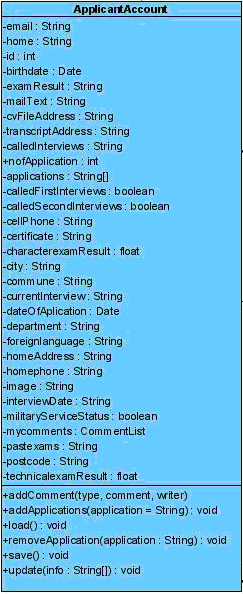 ApplicantAccount
-email : String
-home : String
-id : int
-birthdate : Date
-examResult : String
-mailText : String
-cvFileAddress : String
-transcriptAddress : String
-calledInterviews : String
+nofApplication : int
-applications : String[]
-calledFirstInterviews : boolean
-calledSecondInterviews : boolean
-cellPhone : String
-certificate : String
-characterexamResult : float
-city : String
-commune : String
-currentInterview : String
-dateOfAplication : Date
-department : String
-foreignlanguage : String
-homeAddress : String
-homephone : String
-image : String
-interviewDate : String
-militaryServiceStatus : boolean
-mycomments : CommentList
-pastexams : String
-postcode : String
-technicalexamResult : float
+addComment(type, comment, writer)
+addApplications(application = String) : void
+load() : void
+removeApplication(application : String) : void
+save() : void
+update(info : String[]) : void